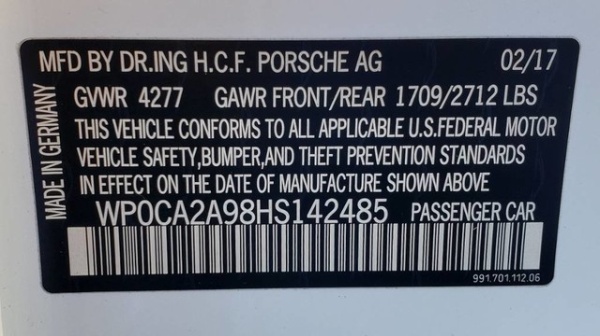 MFD BY DR.ING H.C.F. PORSCHE AG 02/17
GVWR 4277 GAWR FRONT/REAR 1709/2712 LBS
THIS VEHICLE CONFORMS TO ALL APPLICABLE U.S.FEDERAL MOTOR
VEHICLE SAFETY,BUMPER,AND THEFT PREVENTION STANDARDS
IN EFFECT ON THE DATE OF MANUFACTURE SHOWN ABOVE
WP0CA2A98HS142485 PASSENGER CAR
991.701.112.06
MADE IN GERMANY